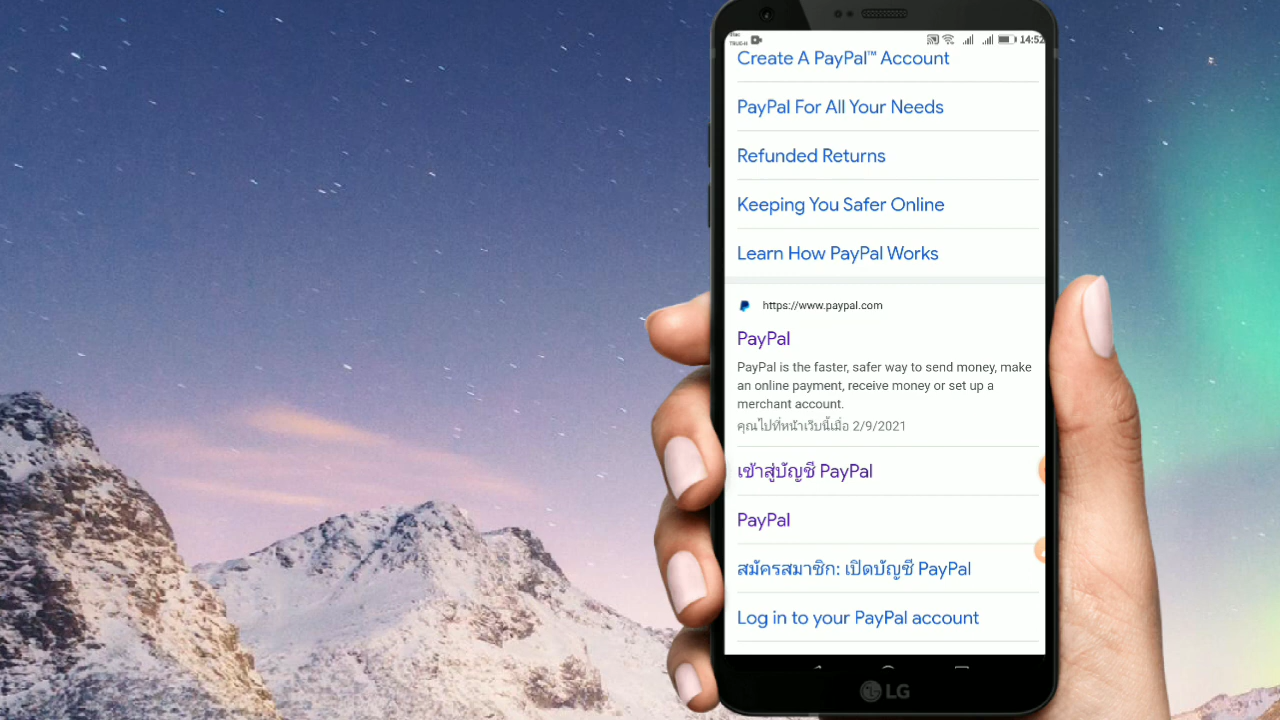 TRUE-H
14:52
Create A PayPal™ Account
PayPal For All Your Needs
Refunded Returns
Keeping You Safer Online
Learn How PayPal Works
https://www.paypal.com
PayPal
PayPal is the faster, safer way to send money, make
an online payment, receive money or set up a
merchant account.
คุณไปที่หน้าเว็บนี้เมื่อ 2/9/2021
เข้าสู่บัญชี PayPal
PayPal
สมัครสมาชิก: เปิดบัญชี PayPal
Log in to your PayPal account
LG